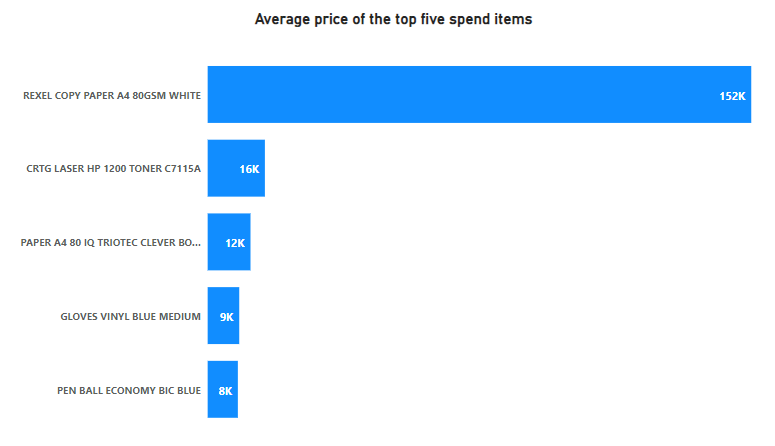 Average price of the top five spend items
REXEL COPY PAPER A4 80GSM WHITE
152K
CRTG LASER HP 1200 TONER C7115A
16K
PAPER A4 80 IQ TRIOTEC CLEVER BO...
12K
GLOVES VINYL BLUE MEDIUM
9K
PEN BALL ECONOMY BIC BLUE
8K